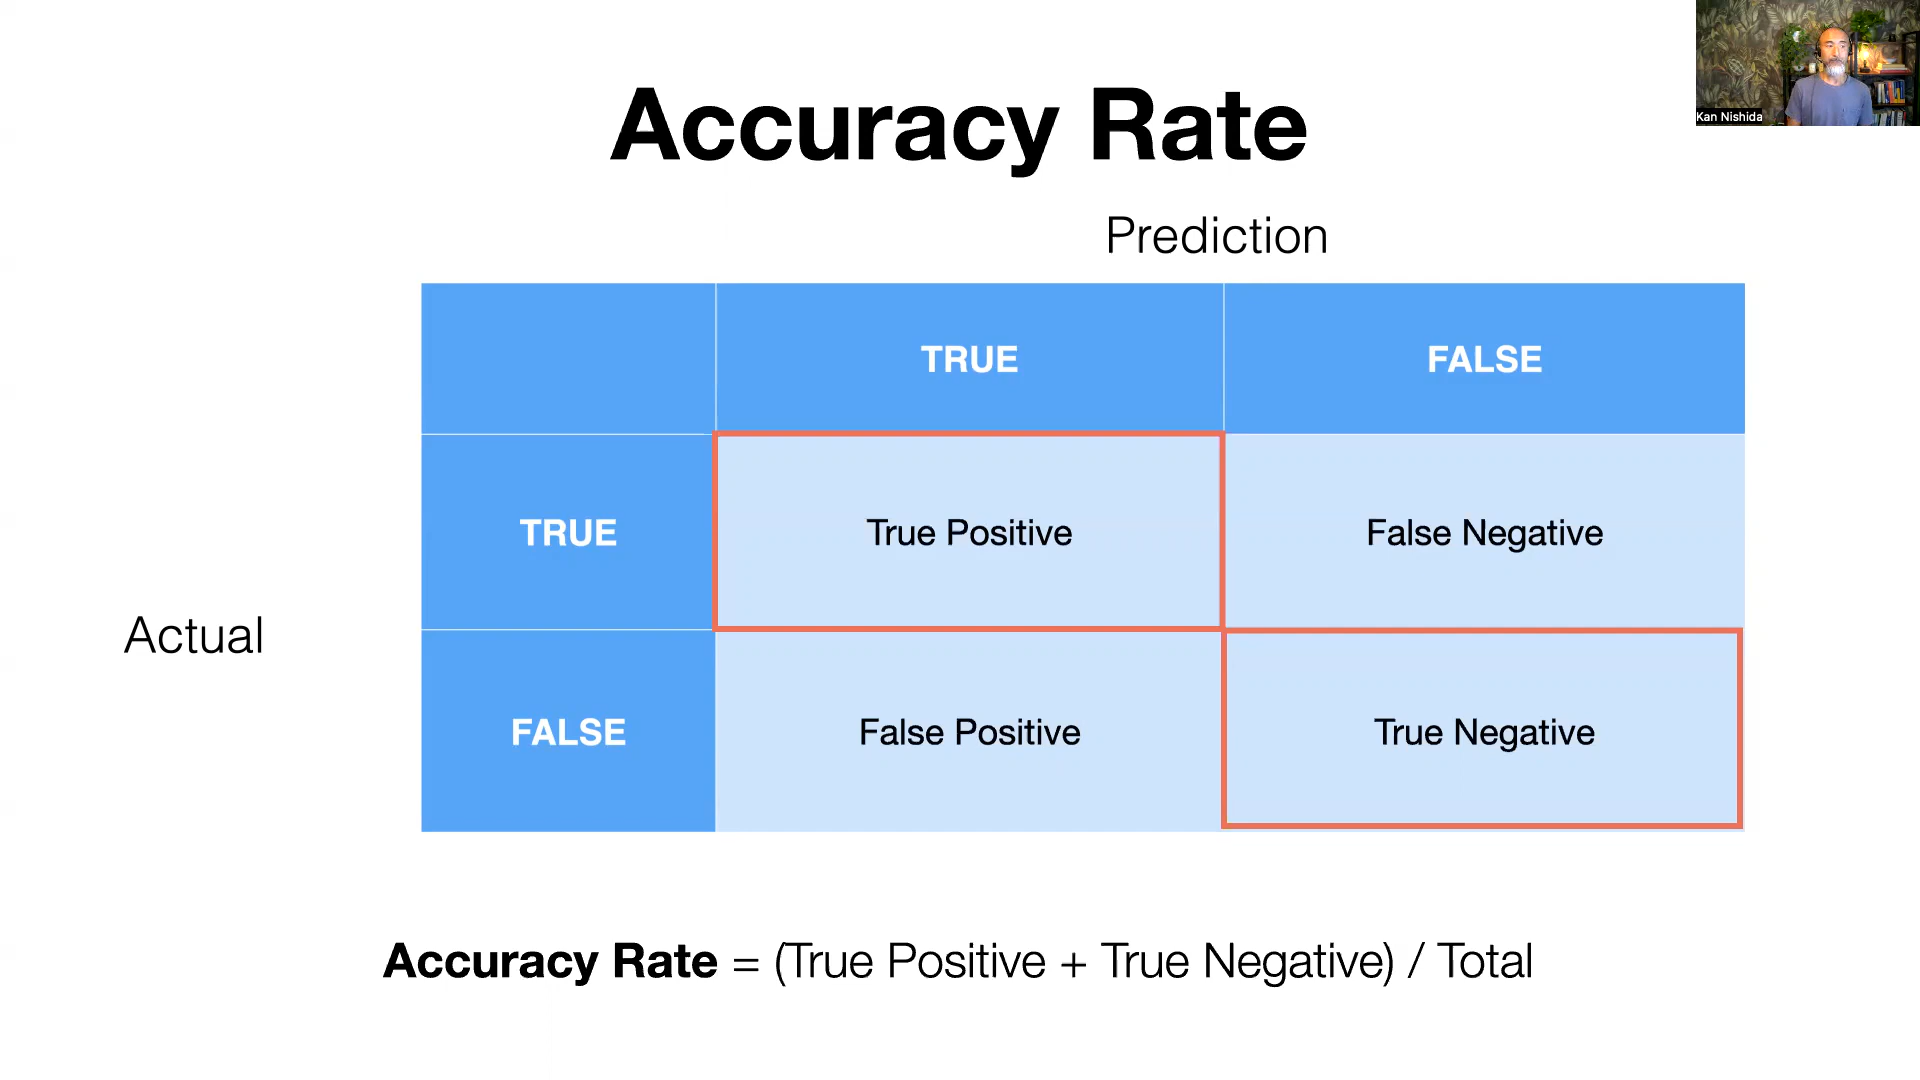 Accuracy Rate
Kan Nishida
Prediction
TRUE FALSE
TRUE True Positive False Negative
Actual
FALSE False Positive True Negative
Accuracy Rate = (True Positive + True Negative) / Total